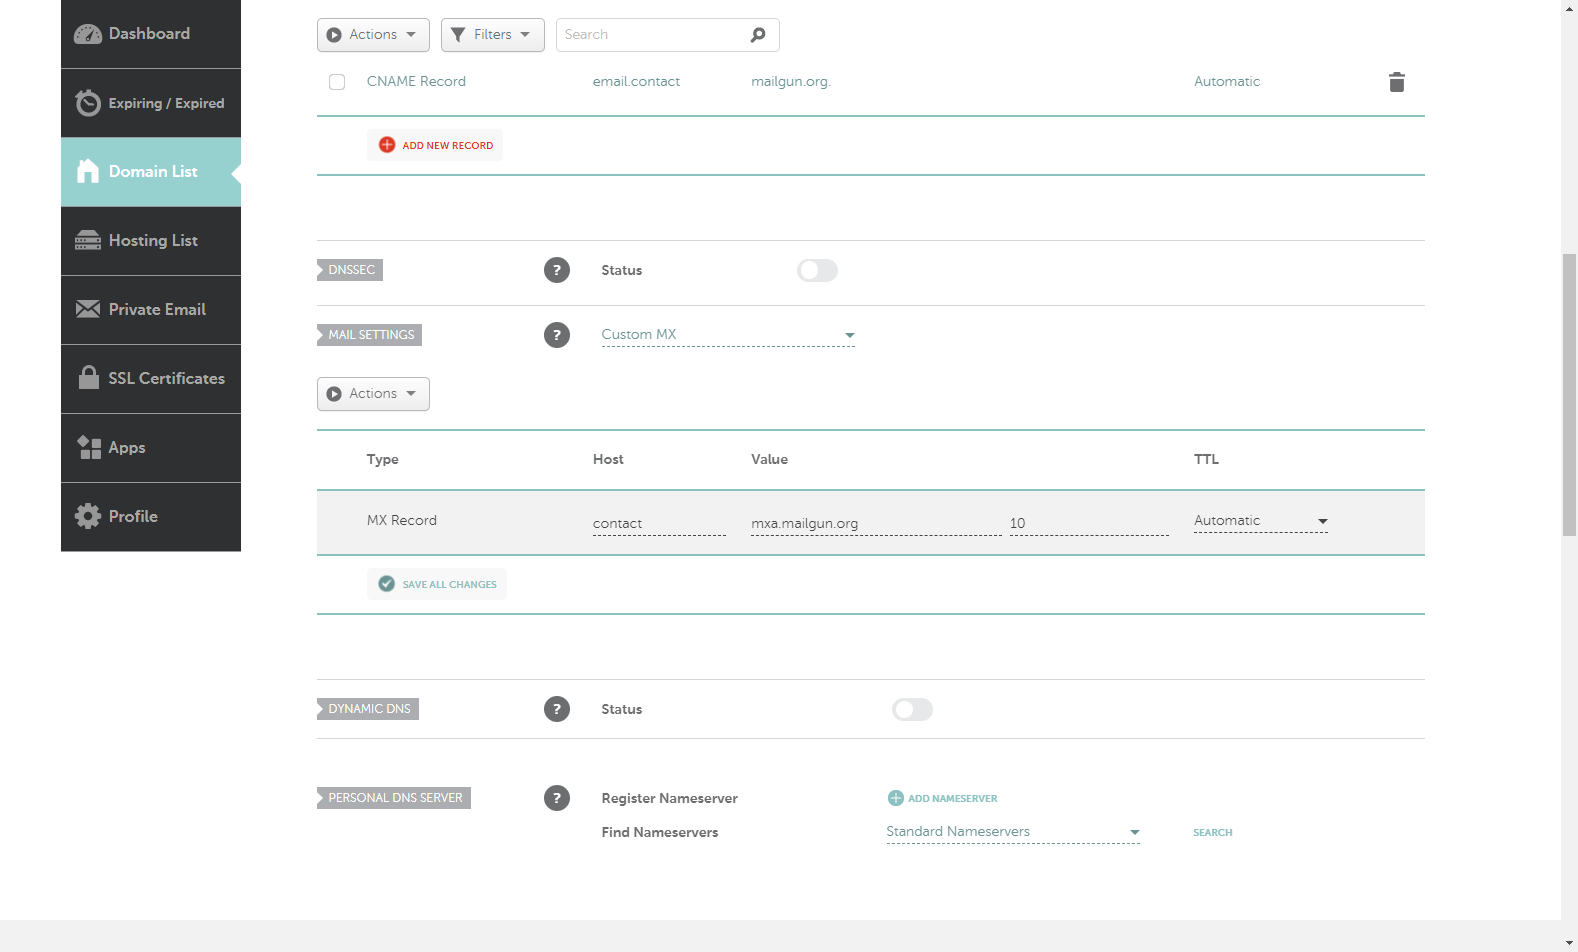 Dashboard
Expiring / Expired
Domain List
Hosting List
Private Email
SSL Certificates
Apps
Profile
Actions Filters Search
CNAME Record email.contact mailgun.org. Automatic
ADD NEW RECORD
DNSSEC ? Status
MAIL SETTINGS ? Custom MX
Actions
Type Host Value TTL
MX Record contact mxa.mailgun.org 10 Automatic
SAVE ALL CHANGES
DYNAMIC DNS ? Status
PERSONAL DNS SERVER ? Register Nameserver ADD NAMESERVER
Find Nameservers Standard Nameservers SEARCH